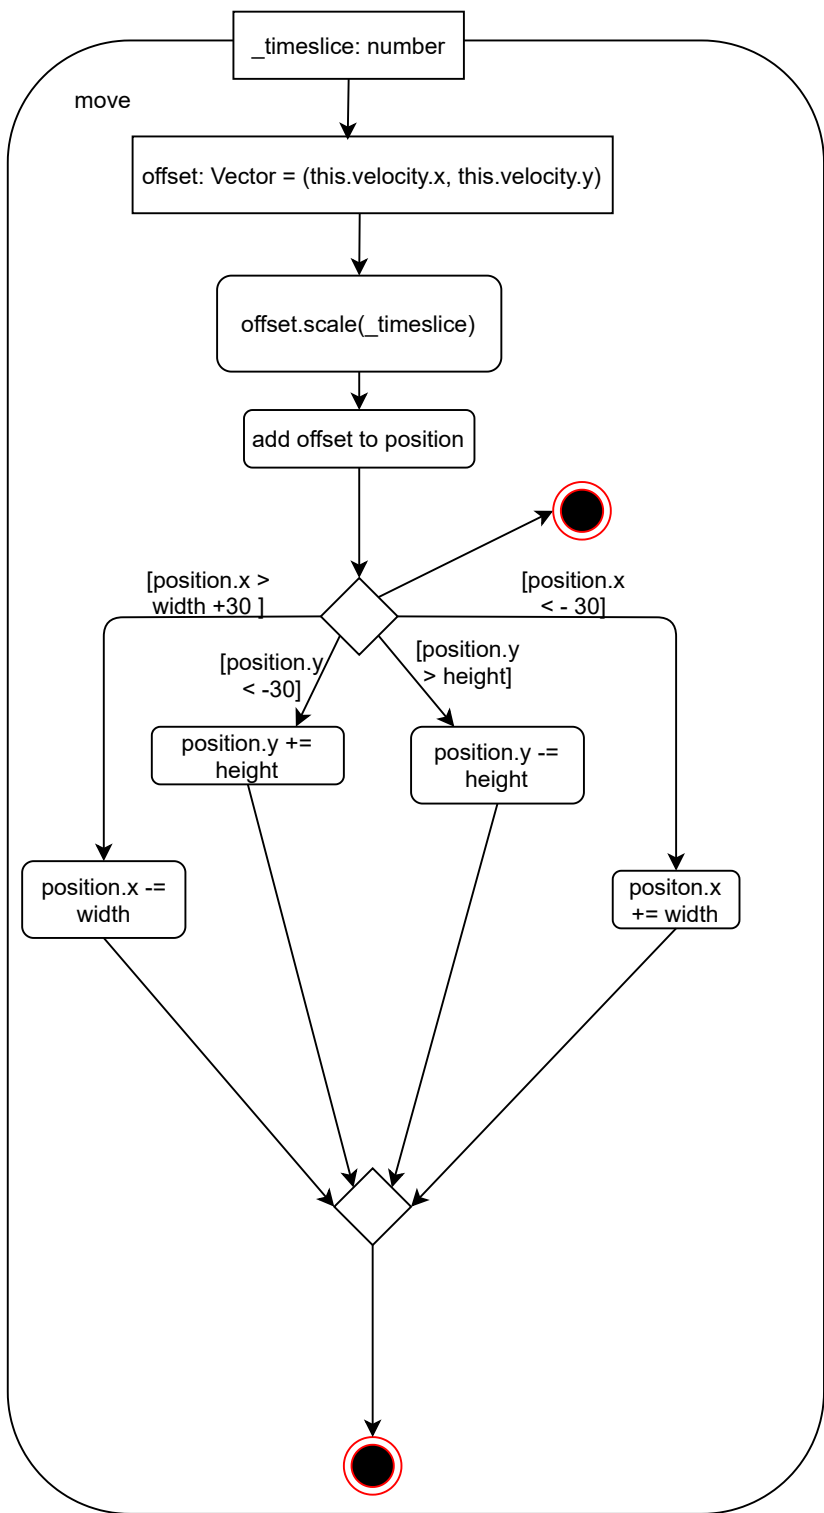 _timeslice: number
move
offset: Vector = (this.velocity.x, this.velocity.y)
offset.scale(_timeslice)
add offset to position
[position.x >
width +30 ]
[position.x
< - 30]
[position.y
< -30]
[position.y
> height]
position.y +=
height
position.y -=
height
position.x -=
width
positon.x
+= width